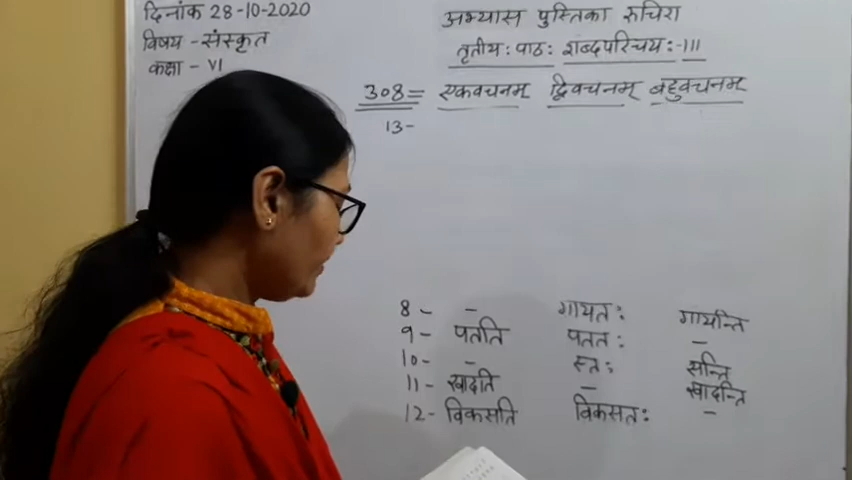 दिनांक 28-10-2020
विषय - संस्कृत
कक्षा - VI
अभ्यास पुस्तिका रुचिरा
तृतीय: पाठ: शब्दपरिचय: -III
उ०४= एकवचनम् द्विवचनम् बहुवचनम्
13-
8- - गायत: गायन्ति
9- पतति पतत: -
10- - स्त: सन्ति
11- खादति - खादन्ति
12- विकसति विकसत: -